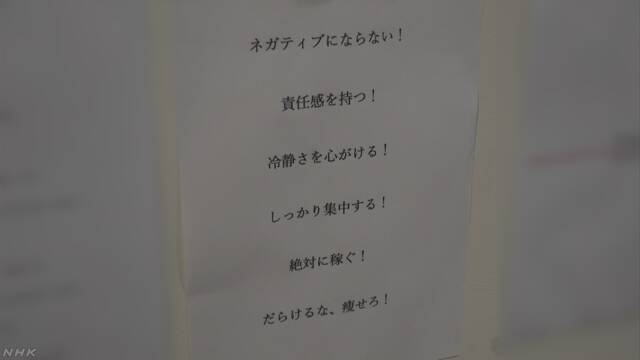 ネガティブにならない！
責任感を持つ！
冷静さを心がける！
しっかり集中する！
絶対に稼ぐ！
だらけるな、痩せろ！
NHK